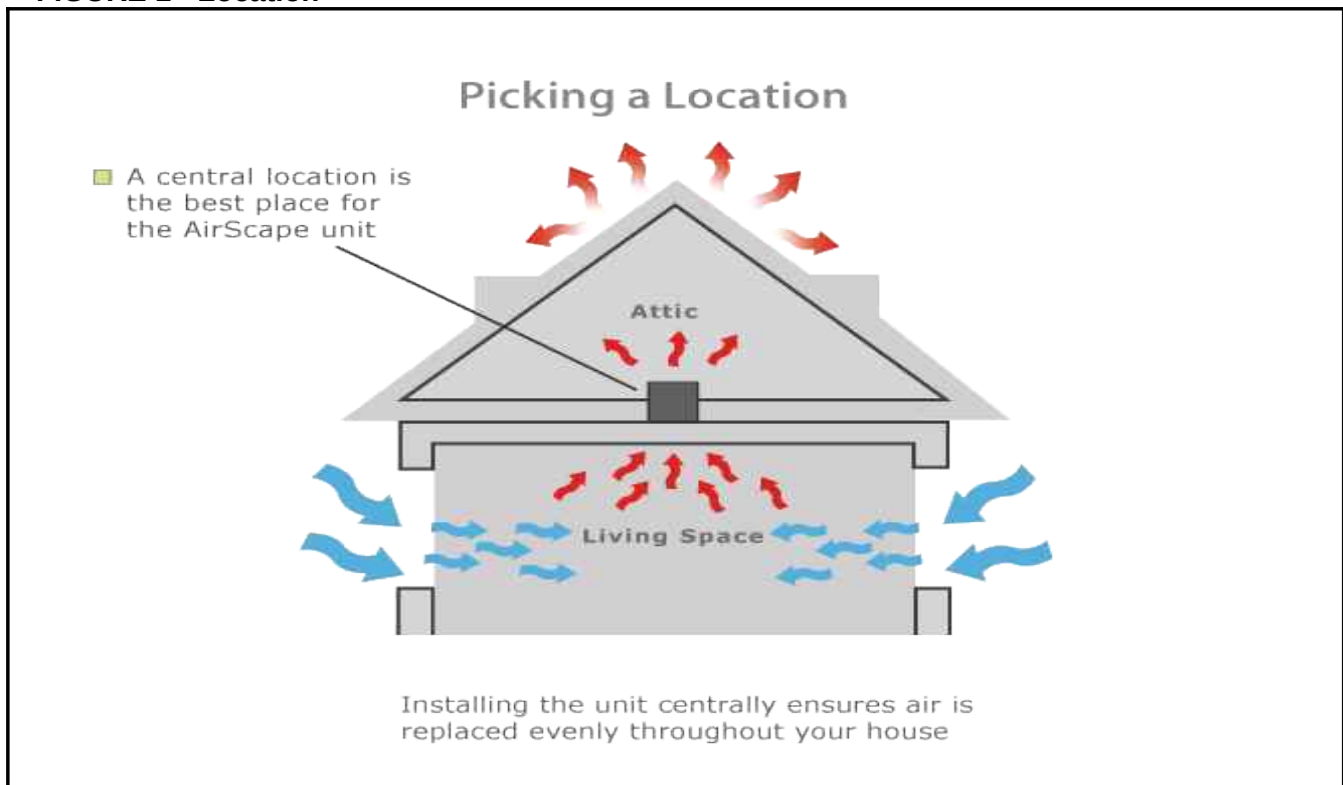 Picking a Location
A central location is
the best place for
the AirScape unit
Attic
Living Space
Installing the unit centrally ensures air is
replaced evenly throughout your house